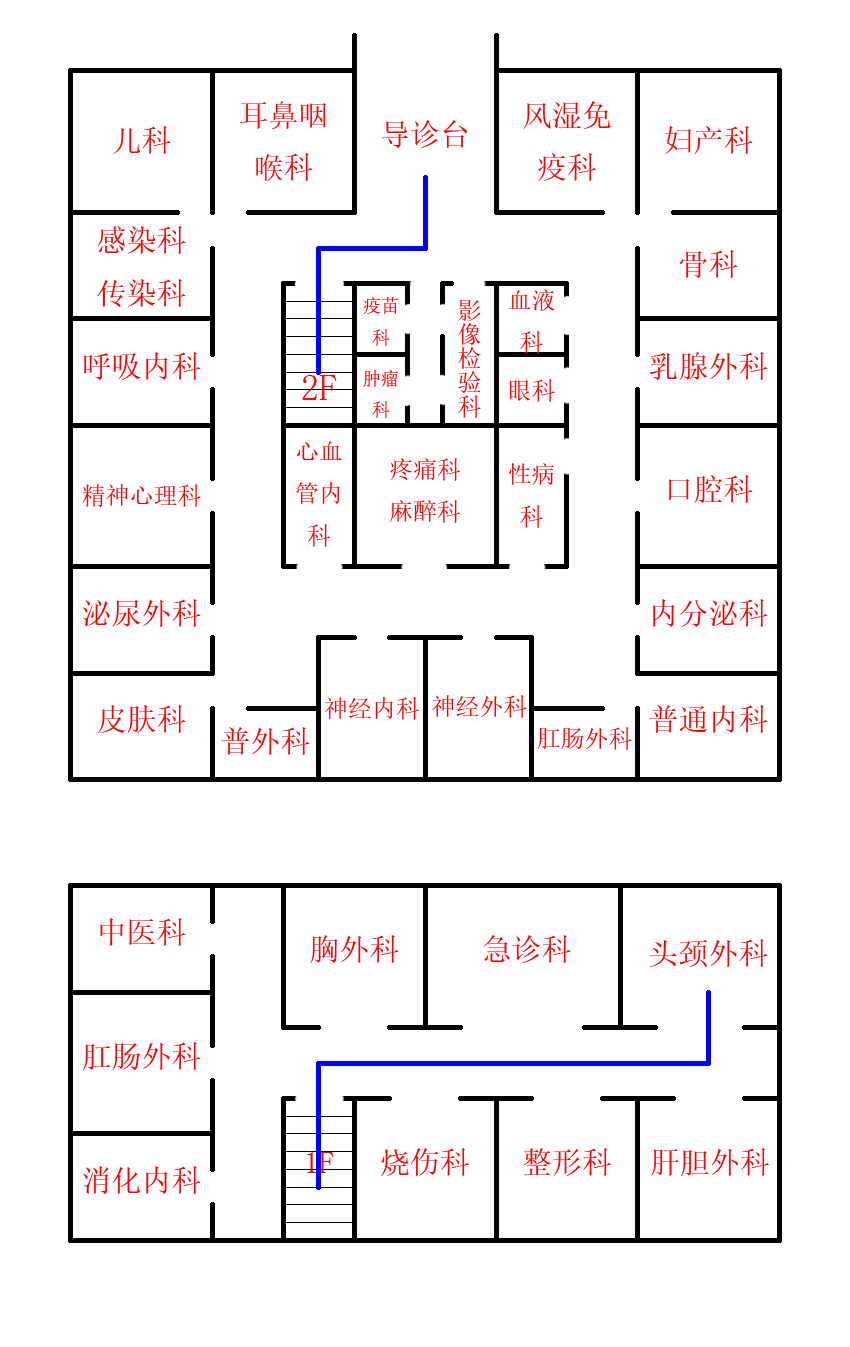 儿科
耳鼻咽
喉科
导诊台
风湿免
疫科
妇产科
感染科
传染科
骨科
疫苗
科
影像检验科
血液
科
呼吸内科
2F
肿瘤
科
眼科
乳腺外科
精神心理科
心血
管内
科
疼痛科
麻醉科
性病
科
口腔科
泌尿外科
内分泌科
皮肤科
普外科
神经内科
神经外科
肛肠外科
普通内科
中医科
胸外科
急诊科
头颈外科
肛肠外科
消化内科
1F
烧伤科
整形科
肝胆外科